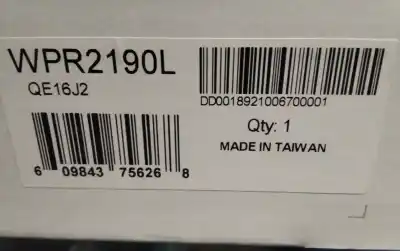 WPR2190L
QE16J2
DD0018921006700001
Qty: 1
MADE IN TAIWAN
6 09843 75626 8